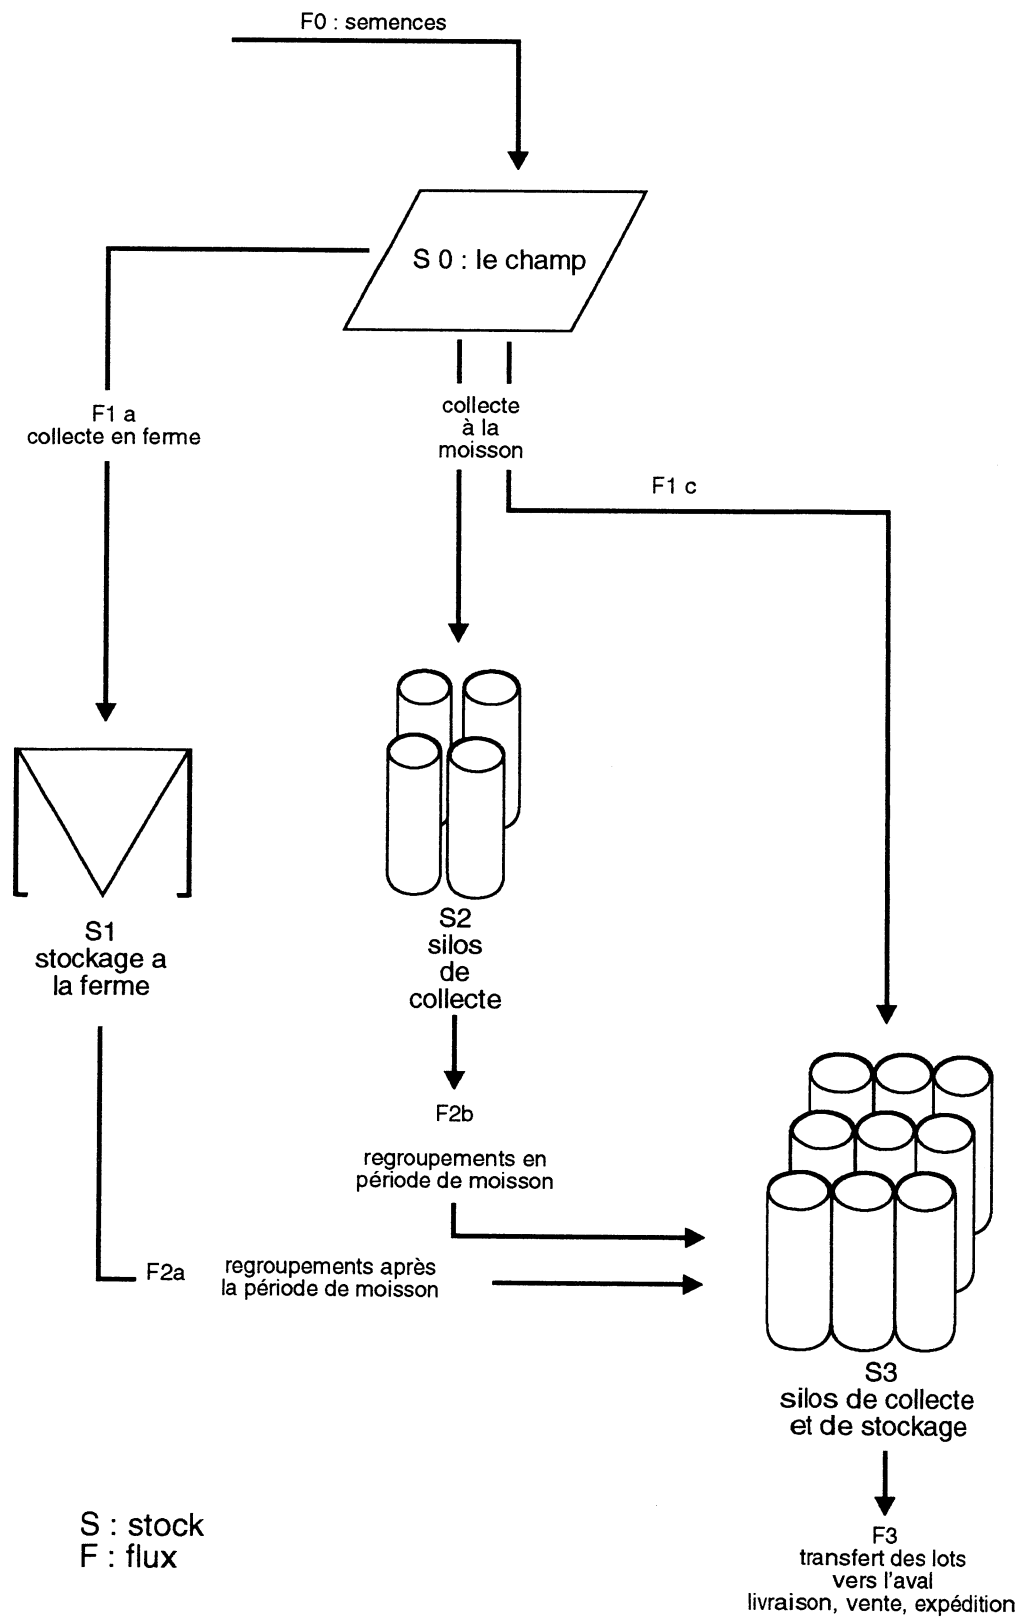 F0 : semences
S 0 : le champ
F1 a
collecte en ferme
collecte
à la
moisson
F1 c
S1
stockage a
la ferme
S2
silos
de
collecte
F2b
regroupements en
période de moisson
F2a
regroupements après
la période de moisson
S3
silos de collecte
et de stockage
S : stock
F : flux
F3
transfert des lots
vers l'aval
livraison, vente, expédition